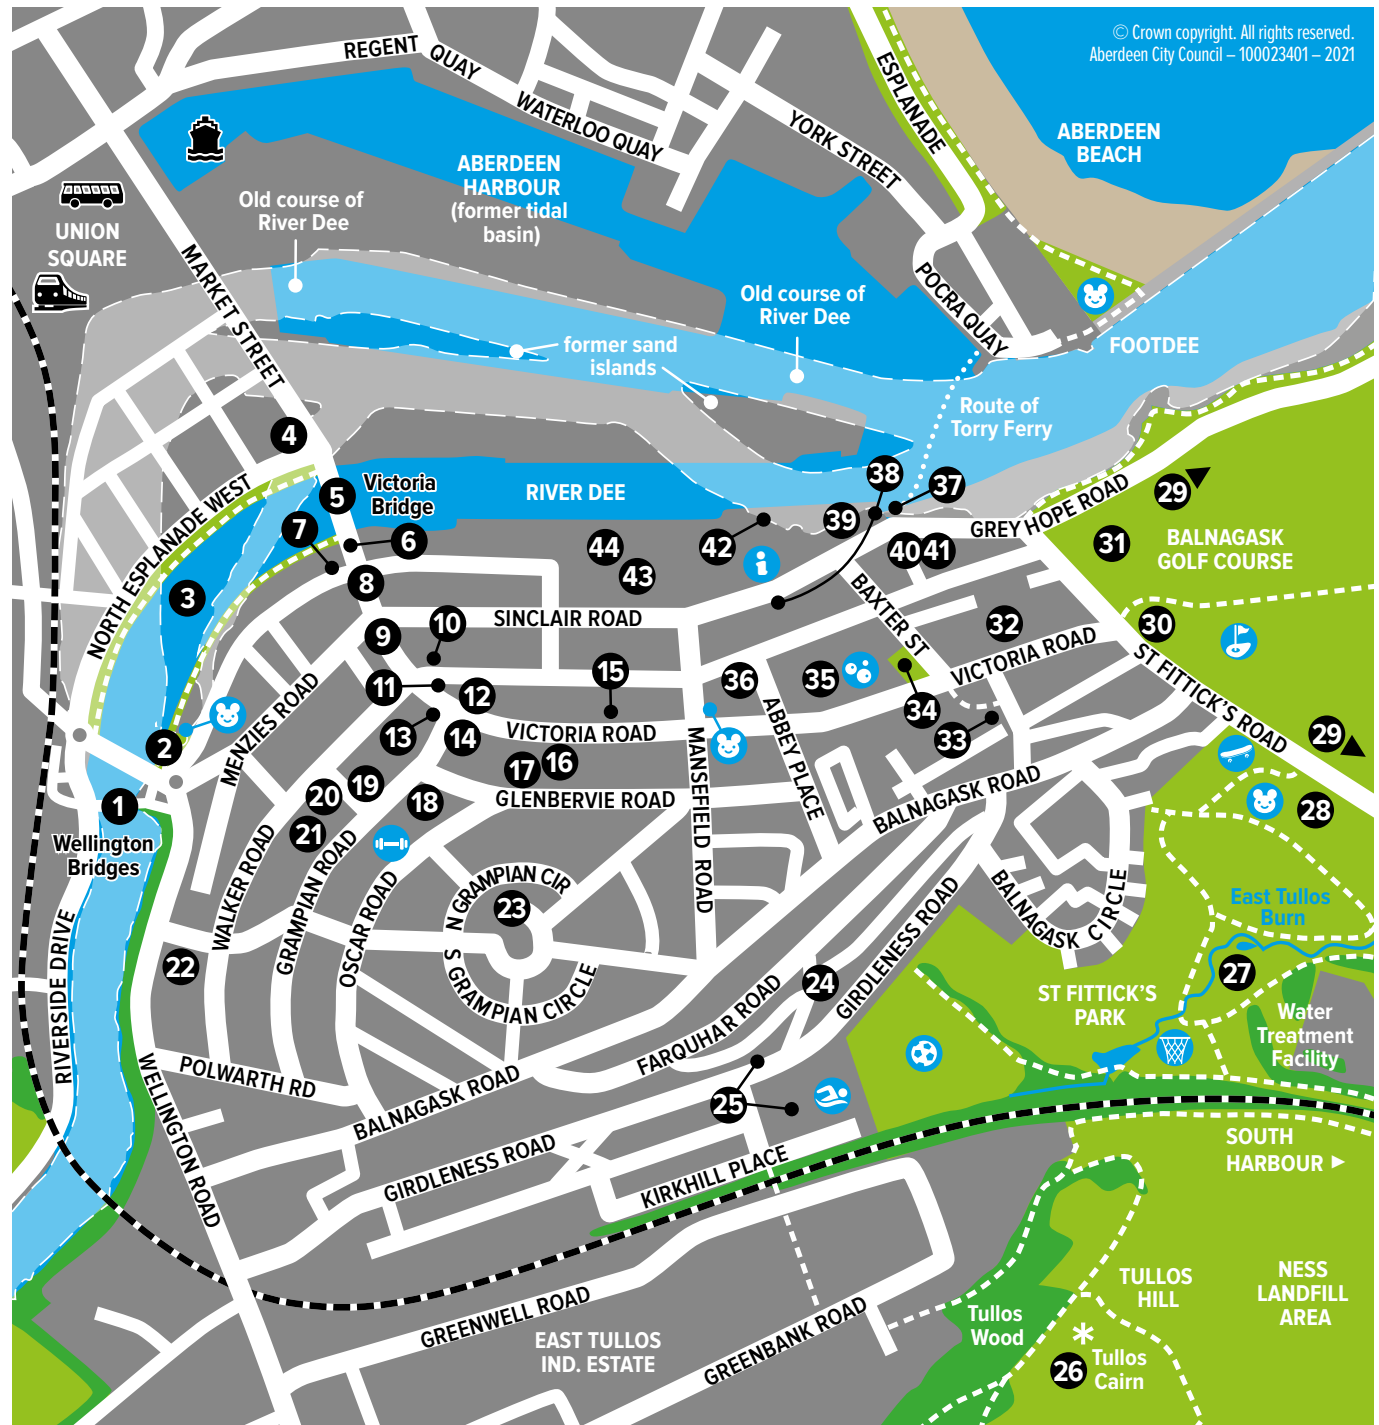 © Crown copyright. All rights reserved.
Aberdeen City Council – 100023401 – 2021
REGENT QUAY
WATERLOO QUAY
YORK STREET
ESPLANADE
ABERDEEN
BEACH
ABERDEEN
HARBOUR
(former tidal
basin)
Old course of
River Dee
UNION
SQUARE
MARKET STREET
POCRA QUAY
Old course of
River Dee
former sand
islands
FOOTDEE
Route of
Torry Ferry
4
NORTH ESPLANADE WEST
5
Victoria
Bridge
RIVER DEE
38
37
29
GREY HOPE ROAD
7
6
44
42
39
40
41
31
BALNAGASK
GOLF COURSE
43
3
8
SINCLAIR ROAD
BAXTER ST
32
30
9
10
VICTORIA ROAD
ST FITTICK'S ROAD
11
12
15
36
35
34
33
29
MENZIES ROAD
13
14
VICTORIA ROAD
MANSEFIELD ROAD
ABBEY PLACE
2
17
16
20
19
18
GLENBERVIE ROAD
BALNAGASK ROAD
28
1
Wellington
Bridges
21
WALKER ROAD
GRAMPIAN ROAD
OSCAR ROAD
N GRAMPIAN CIR
23
S GRAMPIAN CIRCLE
GIRDLENESS ROAD
BALNAGASK CIRCLE
East Tullos
Burn
RIVERSIDE DRIVE
22
24
27
ST FITTICK'S
PARK
Water
Treatment
Facility
FARQUHAR ROAD
POLWARTH RD
WELLINGTON ROAD
BALNAGASK ROAD
25
GIRDLENESS ROAD
KIRKHILL PLACE
SOUTH
HARBOUR
TULLOS
HILL
NESS
LANDFILL
AREA
GREENWELL ROAD
EAST TULLOS
IND. ESTATE
GREENBANK ROAD
Tullos
Wood
26
Tullos
Cairn